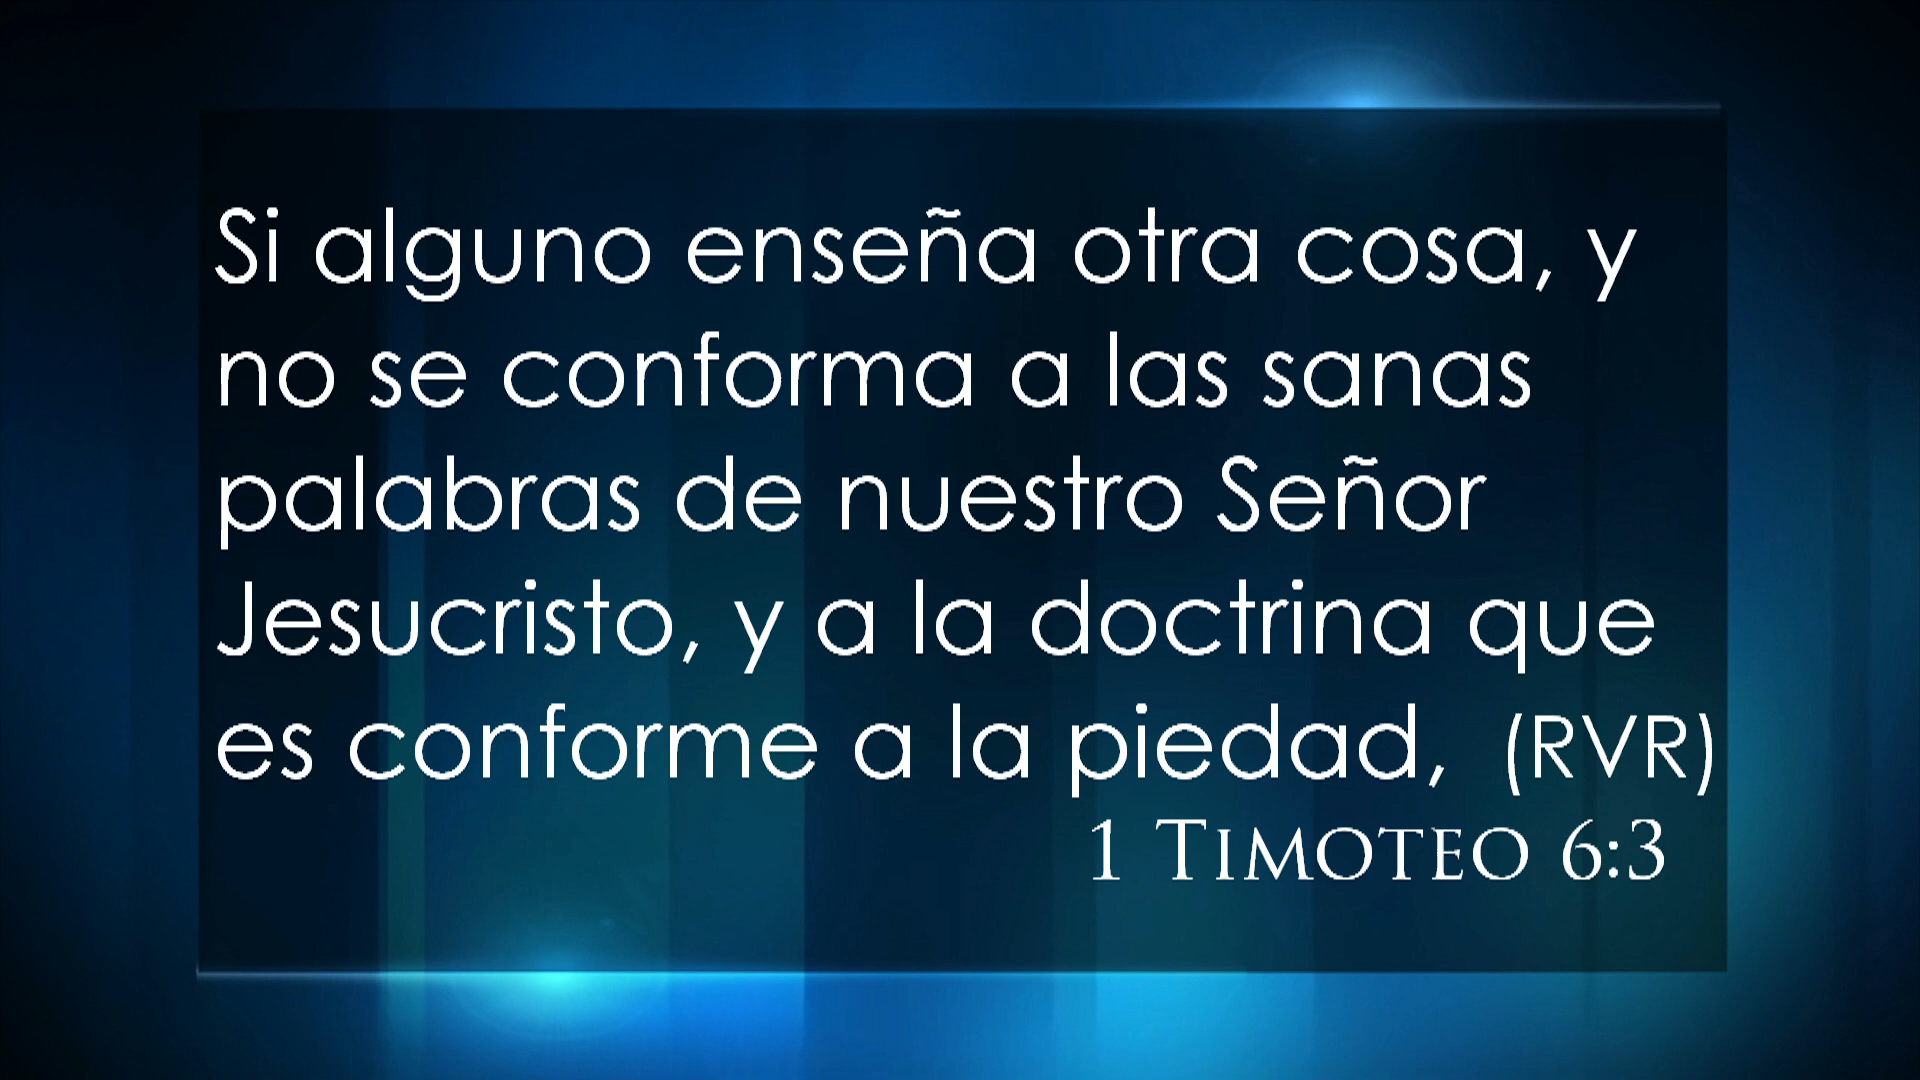 Si alguno enseña otra cosa, y
no se conforma a las sanas
palabras de nuestro Señor
Jesucristo, y a la doctrina que
es conforme a la piedad, (RVR)
1 Timoteo 6:3